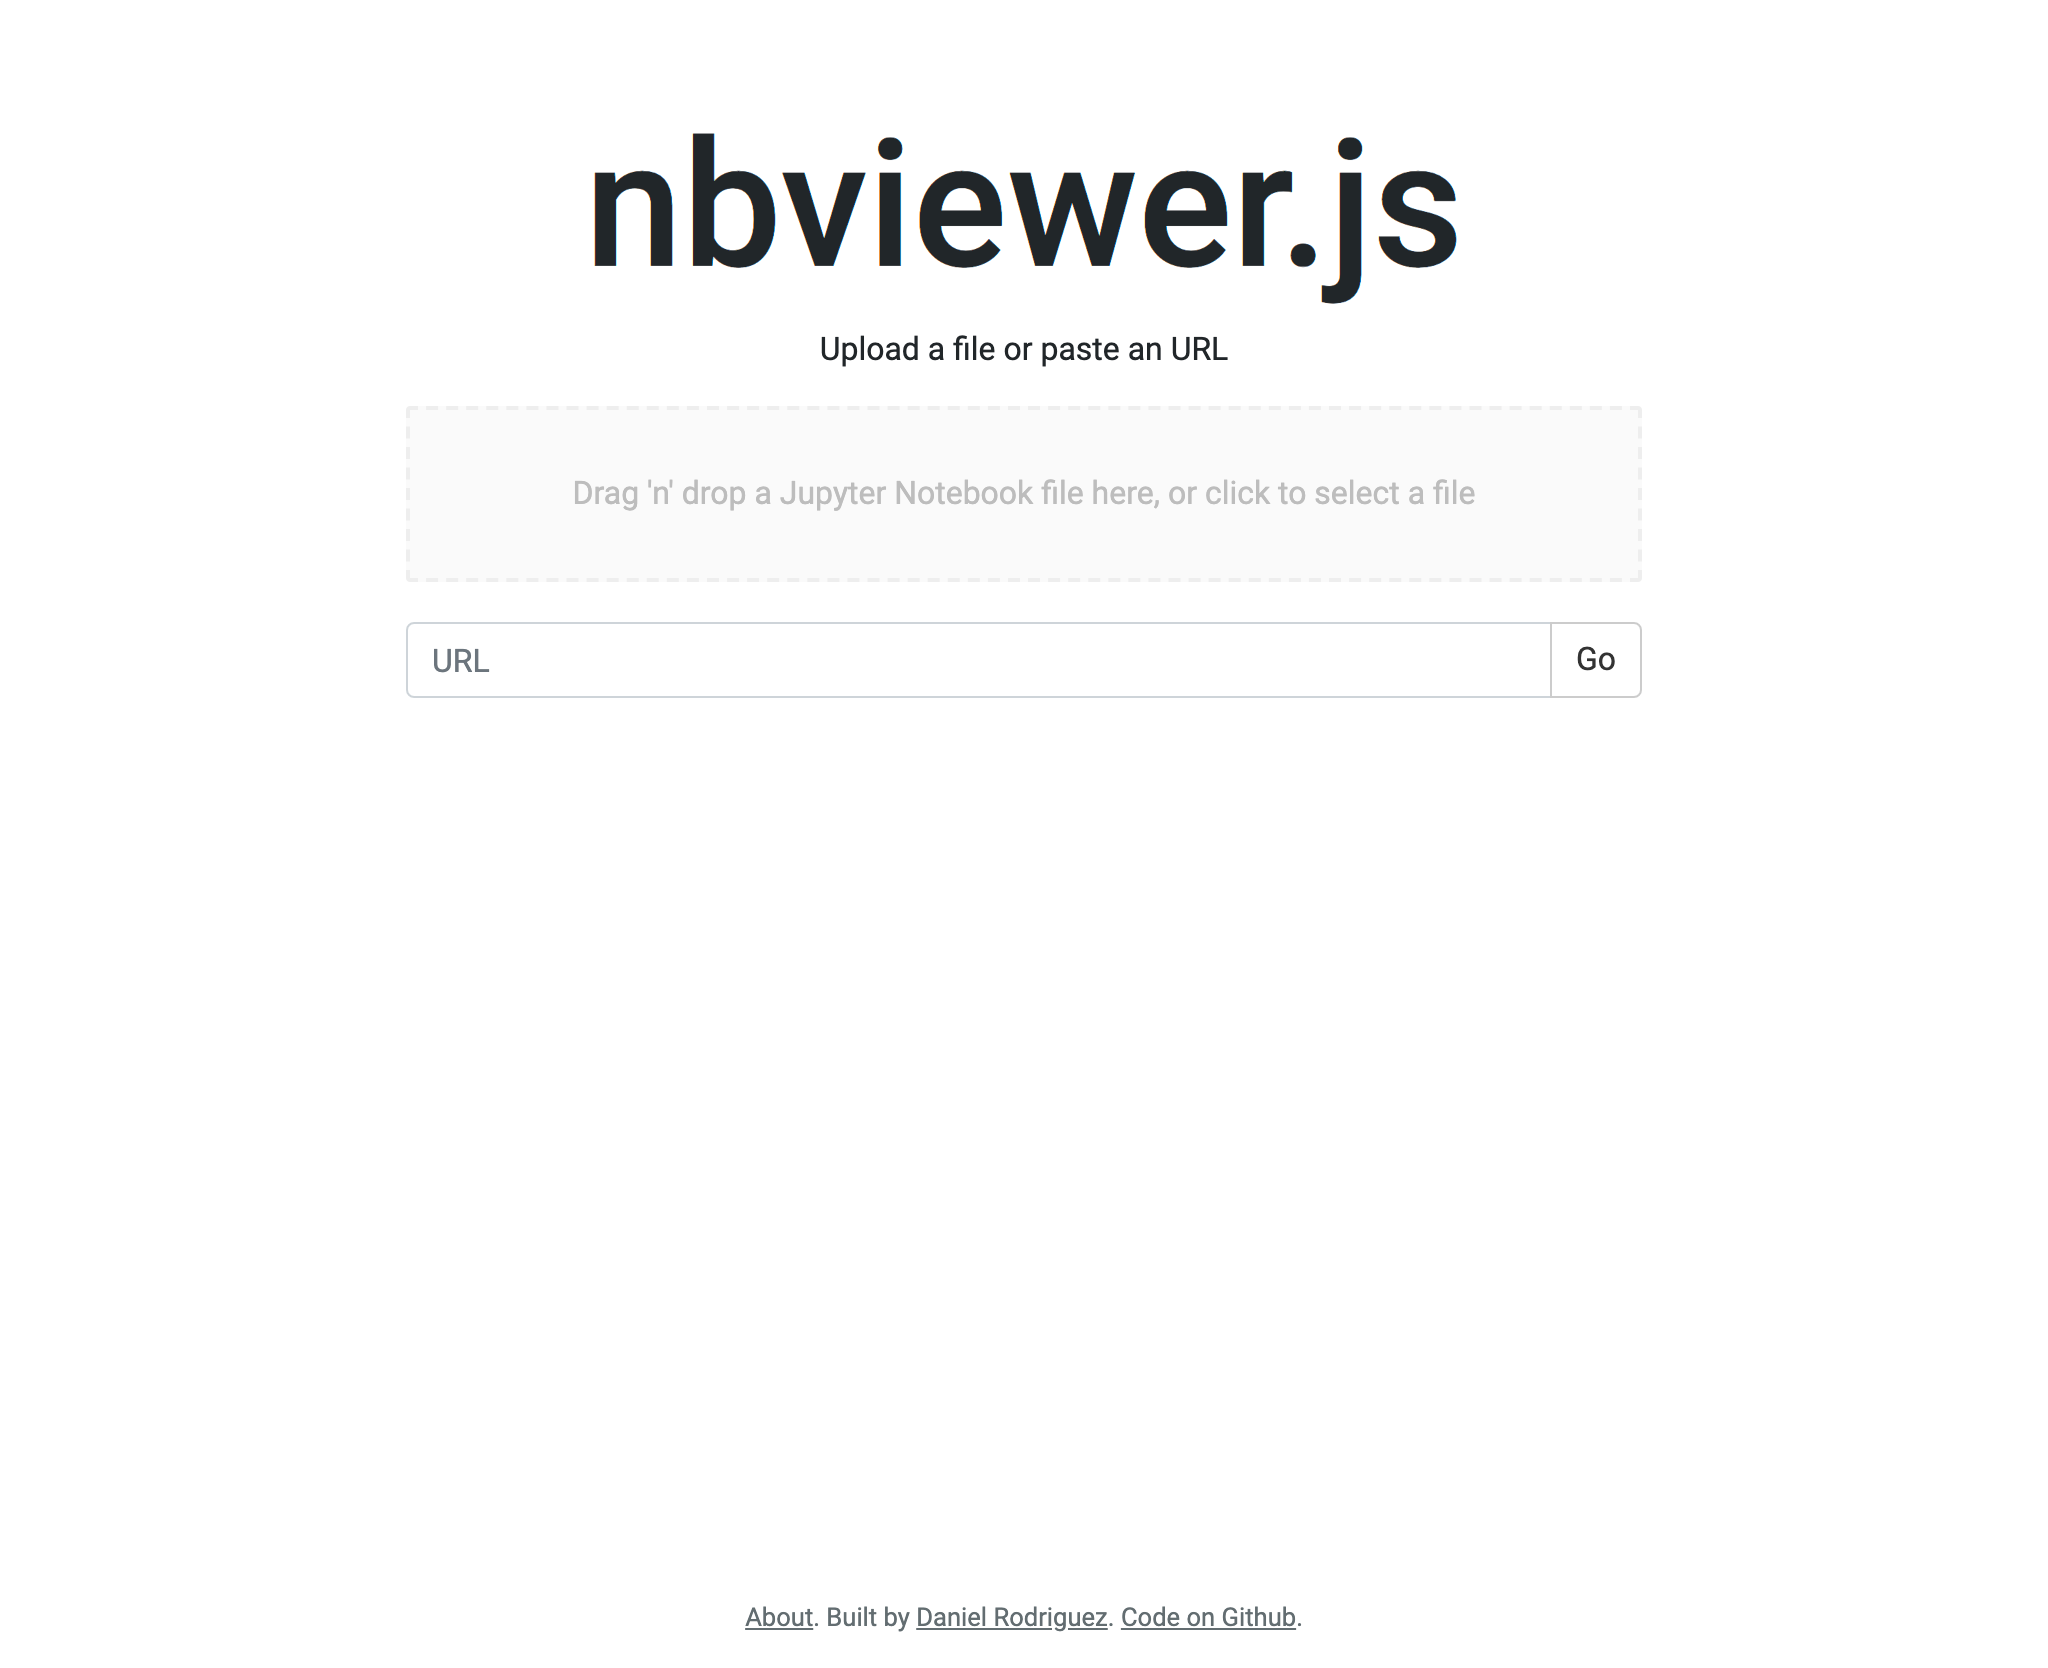 nbviewer.js
Upload a file or paste an URL
Drag 'n' drop a Jupyter Notebook file here, or click to select a file
URL
Go
About. Built by Daniel Rodriguez. Code on Github.